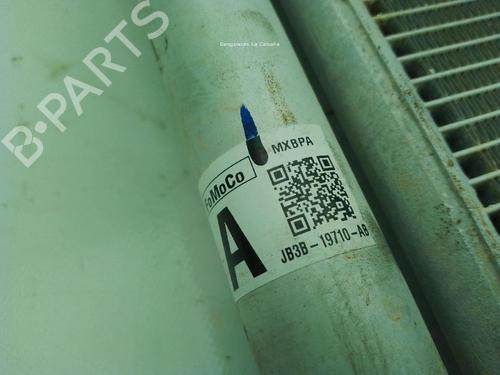 B-PARTS
Desguaces La Cabaña
FoMoCo
MXBPA
A
JB3B-19710-AB